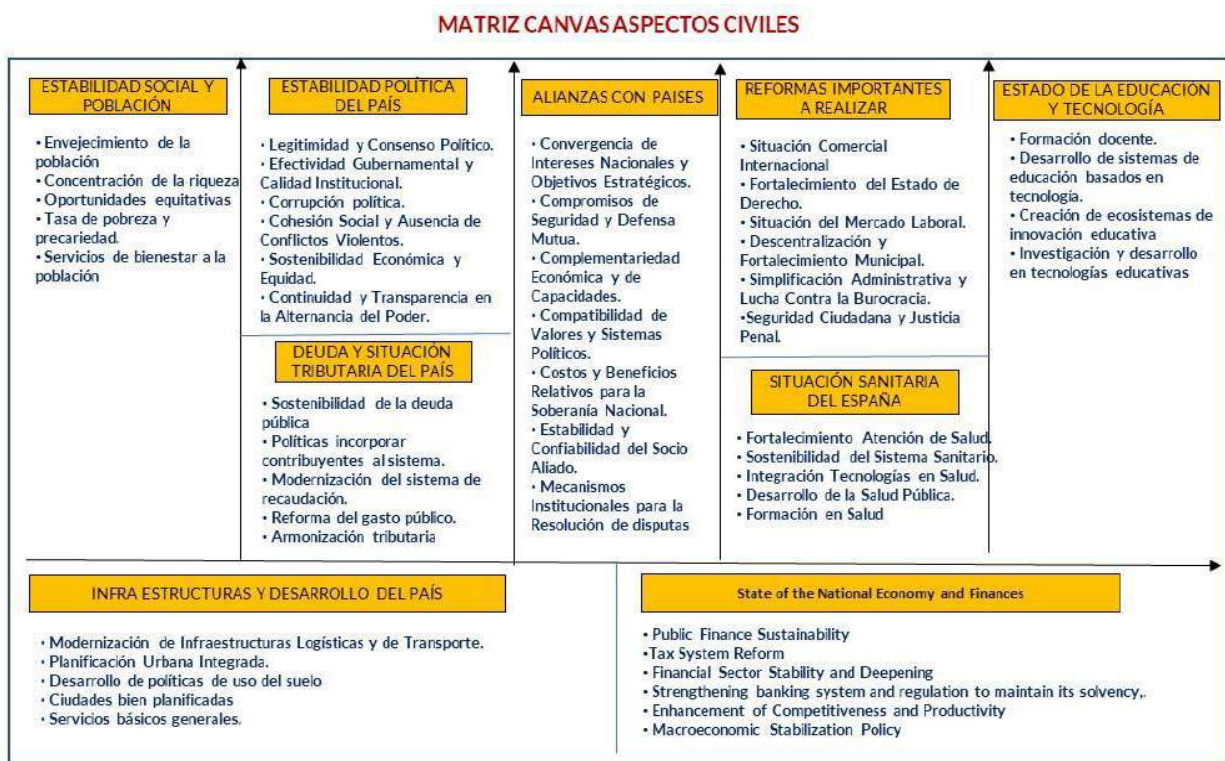 MATRIZ CANVAS ASPECTOS CIVILES
ESTABILIDAD SOCIAL Y
POBLACIÓN
• Envejecimiento de la
población
• Concentración de la riqueza
• Oportunidades equitativas
• Tasa de pobreza y
precariedad.
• Servicios de bienestar a la
población
ESTABILIDAD POLÍTICA
DEL PAÍS
· Legitimidad y Consenso Político.
• Efectividad Gubernamental y
Calidad Institucional.
• Corrupción política.
• Cohesión Social y Ausencia de
Conflictos Violentos.
• Sostenibilidad Económica y
Equidad.
· Continuidad y Transparencia en
la Alternancia del Poder.
DEUDA Y SITUACIÓN
TRIBUTARIA DEL PAÍS
• Sostenibilidad de la deuda
pública
• Políticas incorporar
contribuyentes al sistema.
• Modernización del sistema de
recaudación.
• Reforma del gasto público.
• Armonización tributaria
ALIANZAS CON PAISES
• Convergencia de
Intereses Nacionales y
Objetivos Estratégicos.
• Compromisos de
Seguridad y Defensa
Mutua.
• Complementariedad
Económica y de
Capacidades.
• Compatibilidad de
Valores y Sistemas
Políticos.
• Costos y Beneficios
Relativos para la
Soberanía Nacional.
• Estabilidad y
Confiabilidad del Socio
Aliado.
• Mecanismos
Institucionales para la
Resolución de disputas
REFORMAS IMPORTANTES
A REALIZAR
• Situación Comercial
Internacional
• Fortalecimiento del Estado de
Derecho.
• Situación del Mercado Laboral.
• Descentralización y
Fortalecimiento Municipal.
• Simplificación Administrativa y
Lucha Contra la Burocracia.
•Seguridad Ciudadana y Justicia
Penal.
SITUACIÓN SANITARIA
DEL ESPAÑA
• Fortalecimiento Atención de Salud.
• Sostenibilidad del Sistema Sanitario.
• Integración Tecnologías en Salud.
• Desarrollo de la Salud Pública.
• Formación en Salud
ESTADO DE LA EDUCACIÓN
Y TECNOLOGÍA
• Formación docente.
• Desarrollo de sistemas de
educación basados en
tecnología.
• Creación de ecosistemas de
innovación educativa
• Investigación y desarrollo
en tecnologías educativas
INFRA ESTRUCTURAS Y DESARROLLO DEL PAÍS
· Modernización de Infraestructuras Logísticas y de Transporte.
· Planificación Urbana Integrada.
· Desarrollo de políticas de uso del suelo
· Ciudades bien planificadas
· Servicios básicos generales.
State of the National Economy and Finances
• Public Finance Sustainability
•Tax System Reform
• Financial Sector Stability and Deepening
• Strengthening banking system and regulation to maintain its solvency,.
• Enhancement of Competitiveness and Productivity
• Macroeconomic Stabilization Policy